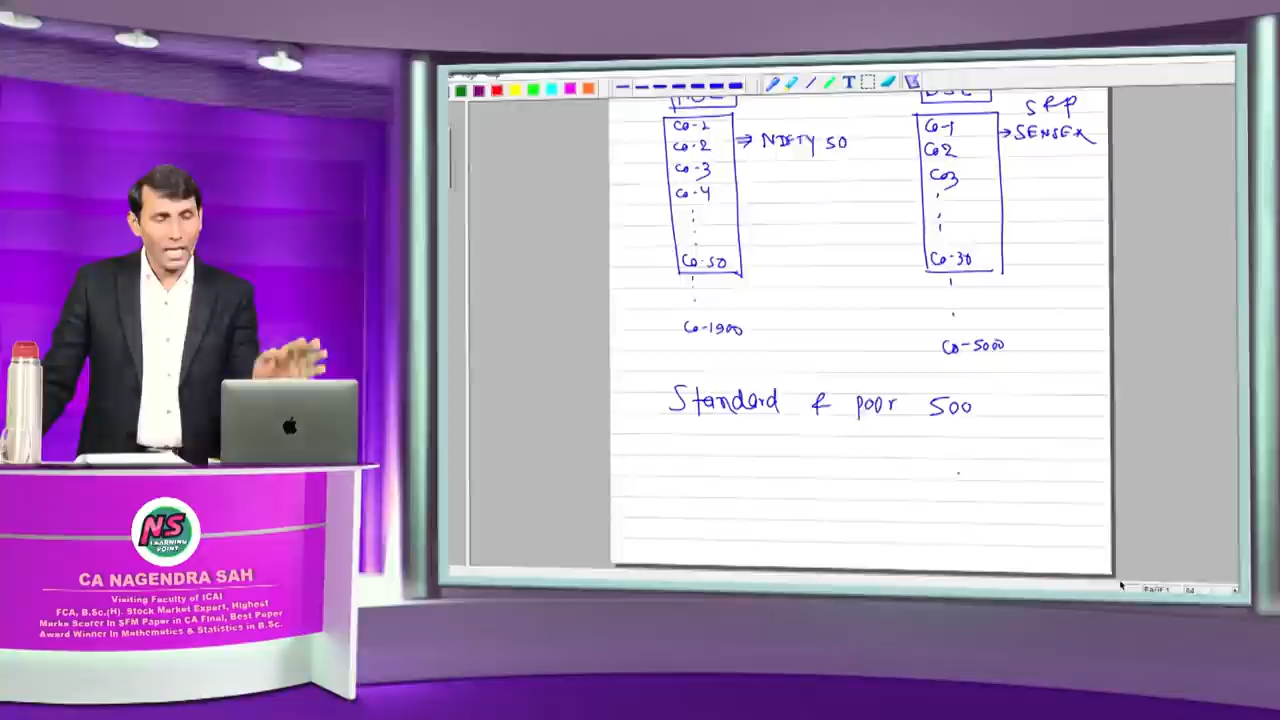 Co-1
Co-2 ⇒ NIFTY 50
Co-3
Co-4
Co-50
Co-1900
BSE
S&P
Co-1 → SENSEX
Co2
Co3
Co-30
Co-5000
Standard & poor 500
T
NS
LEARNING
POINT
CA NAGENDRA SAH
Visiting Faculty of ICAI
FCA, B.Sc.(H). Stock Market Expert, Highest
Marks Scorer in SFM Paper in CA Final, Best Paper
Award Winner in Mathematics & Statistics in B.Sc.